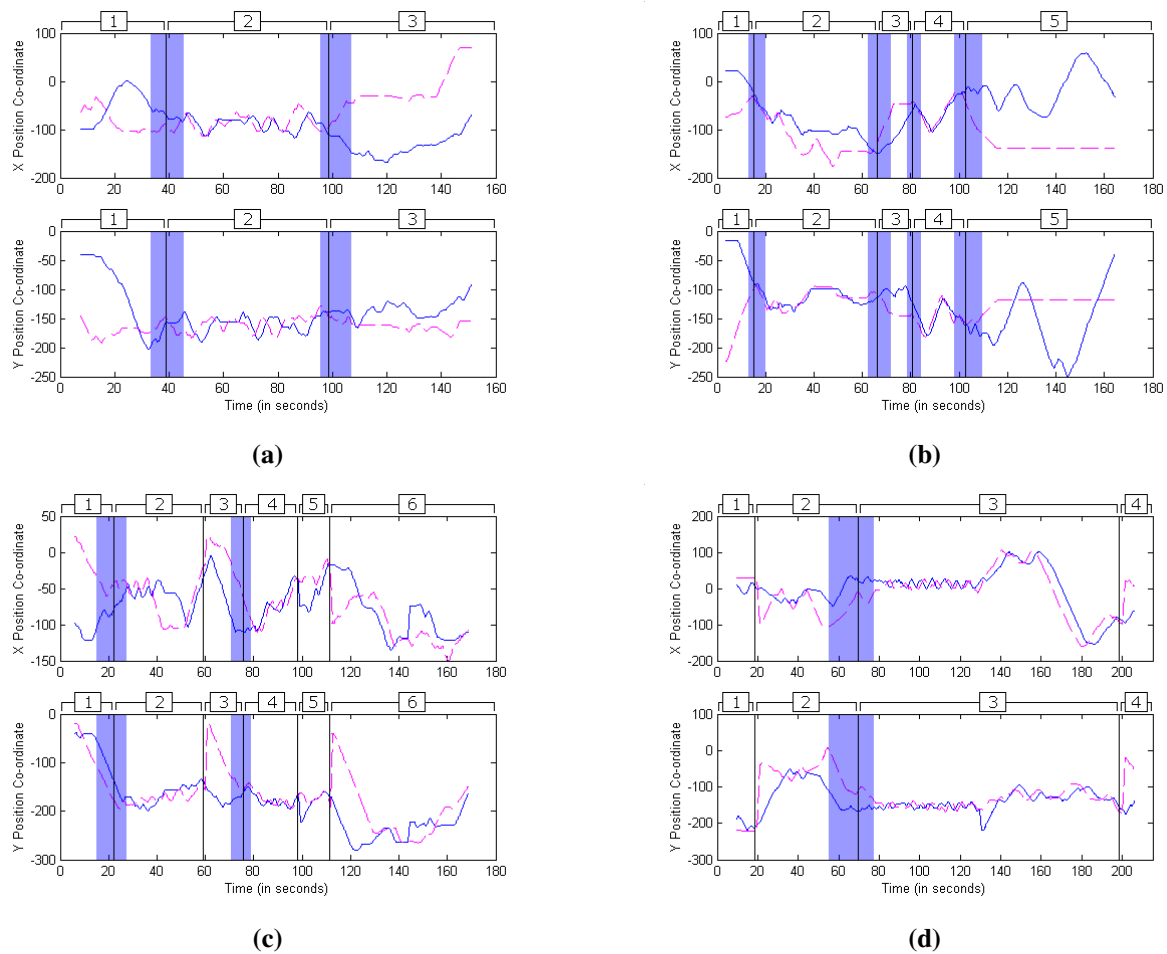 1 2 3
100
0
-100
-200
X Position Co-ordinate
0 20 40 60 80 100 120 140 160
1 2 3
0
-50
-100
-150
-200
-250
Y Position Co-ordinate
0 20 40 60 80 100 120 140 160
Time (in seconds)
(a)
1 2 3 4 5
100
0
-100
-200
X Position Co-ordinate
0 20 40 60 80 100 120 140 160 180
1 2 3 4 5
0
-50
-100
-150
-200
-250
Y Position Co-ordinate
0 20 40 60 80 100 120 140 160 180
Time (in seconds)
(b)
1 2 3 4 5 6
50
0
-50
-100
-150
X Position Co-ordinate
0 20 40 60 80 100 120 140 160 180
1 2 3 4 5 6
0
-100
-200
-300
Y Position Co-ordinate
0 20 40 60 80 100 120 140 160 180
Time (in seconds)
(c)
1 2 3 4
200
100
0
-100
-200
X Position Co-ordinate
0 20 40 60 80 100 120 140 160 180 200
1 2 3 4
100
0
-100
-200
-300
Y Position Co-ordinate
0 20 40 60 80 100 120 140 160 180 200
Time (in seconds)
(d)